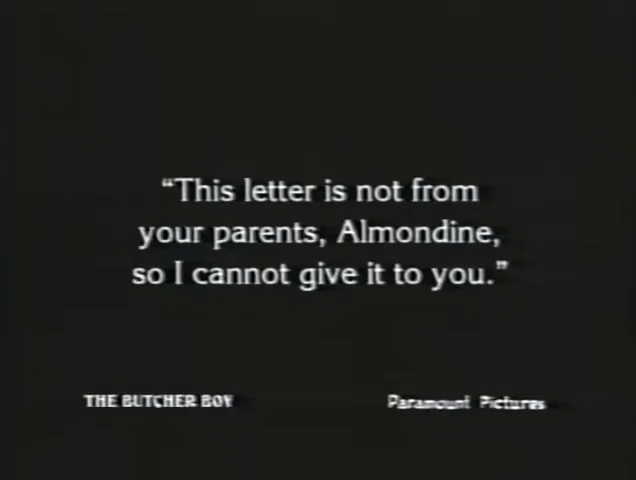 “This letter is not from
your parents, Almondine,
so I cannot give it to you.”
THE BUTCHER BOY Paramount Pictures